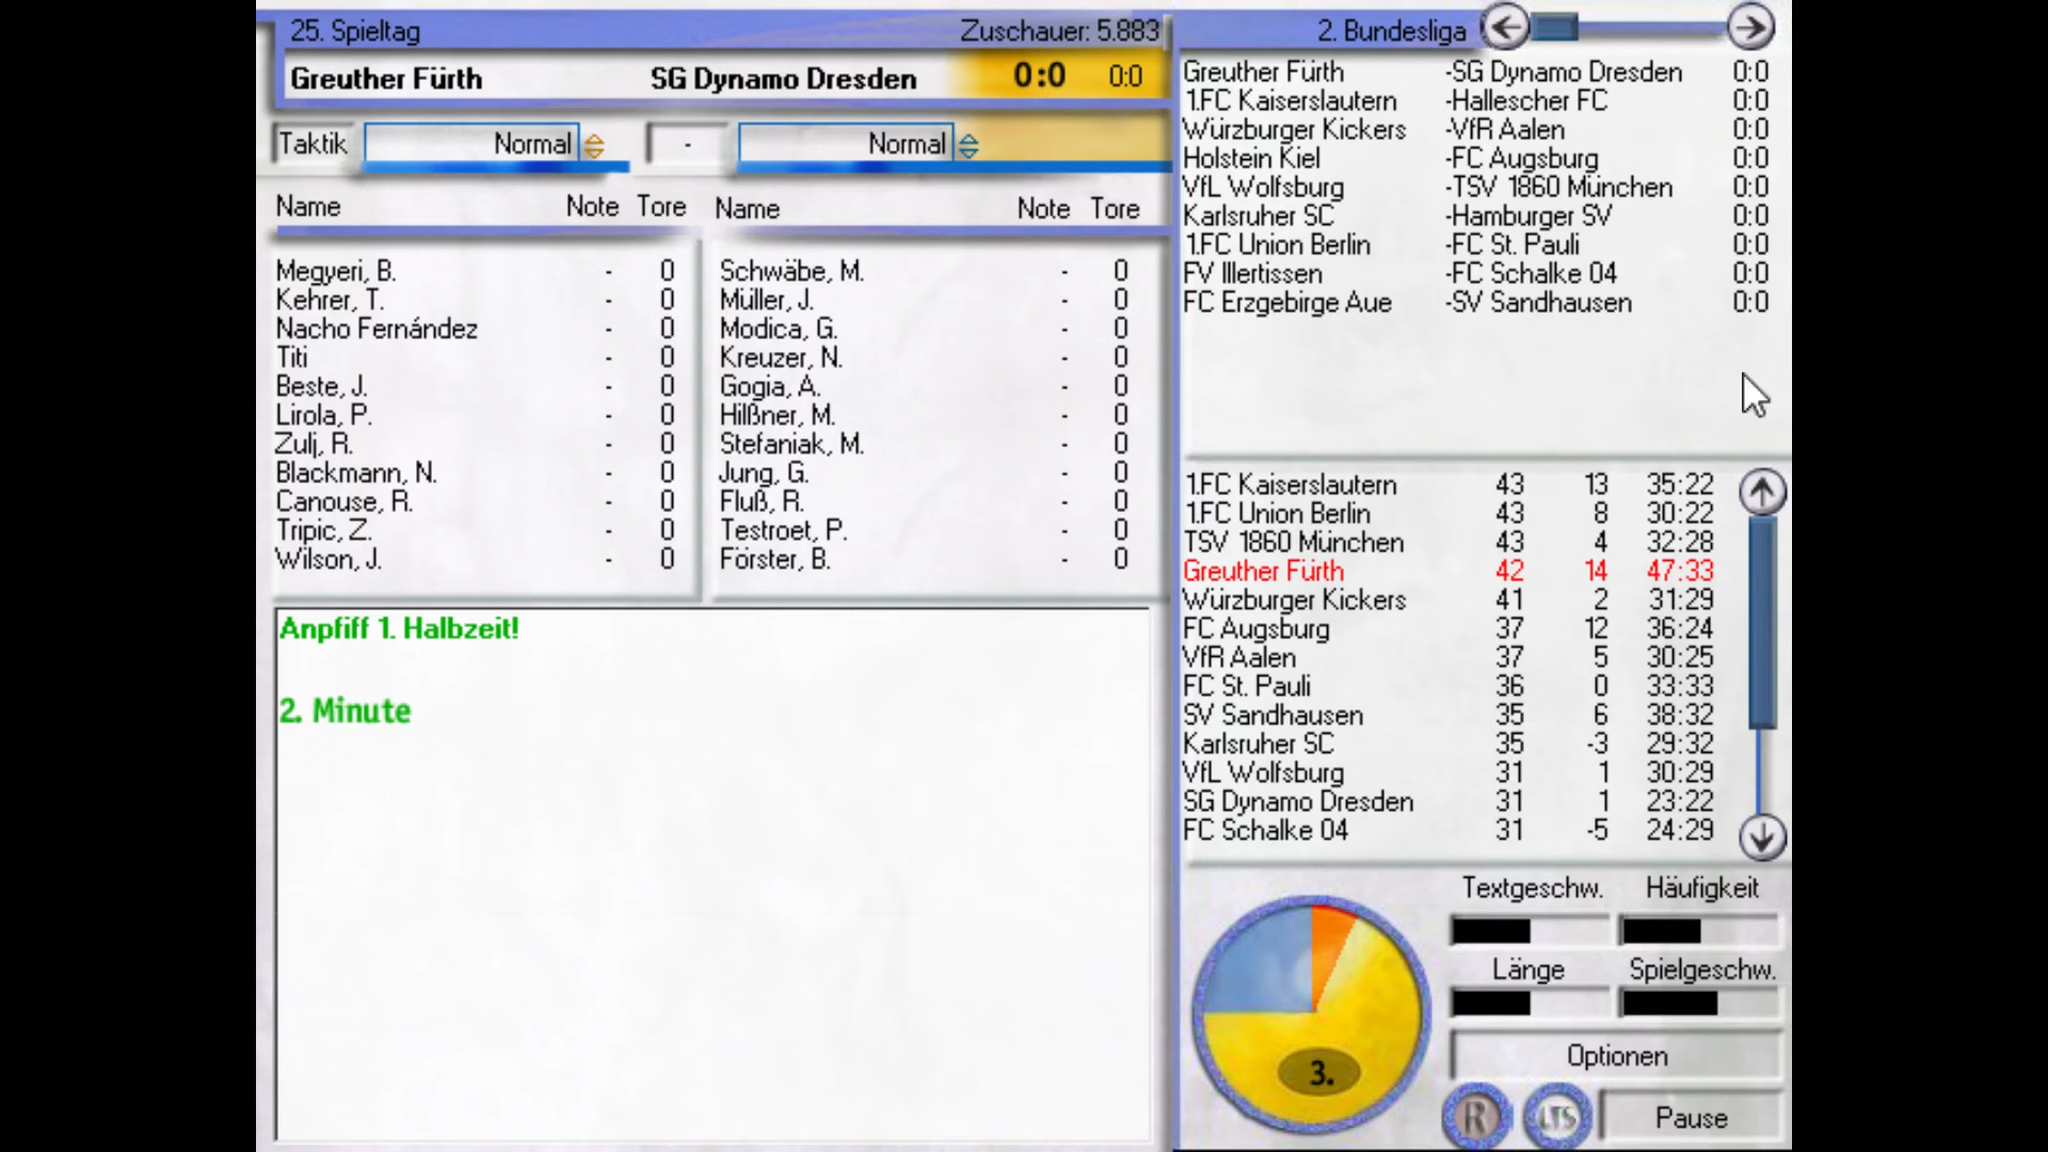 25. Spieltag Zuschauer: 5.883
Greuther Fürth SG Dynamo Dresden 0:0 0:0
Taktik Normal - Normal
Name Note Tore Name Note Tore
Megyeri, B. - 0 Schwäbe, M. - 0
Kehrer, T. - 0 Müller, J. - 0
Nacho Fernández - 0 Modica, G. - 0
Titi - 0 Kreuzer, N. - 0
Beste, J. - 0 Gogia, A. - 0
Lirola, P. - 0 Hilßner, M. - 0
Zulj, R. - 0 Stefaniak, M. - 0
Blackmann, N. - 0 Jung, G. - 0
Canouse, R. - 0 Fluß, R. - 0
Tripic, Z. - 0 Testroet, P. - 0
Wilson, J. - 0 Förster, B. - 0
Anpfiff 1. Halbzeit!
2. Minute
2. Bundesliga
Greuther Fürth -SG Dynamo Dresden 0:0
1.FC Kaiserslautern -Hallescher FC 0:0
Würzburger Kickers -VfR Aalen 0:0
Holstein Kiel -FC Augsburg 0:0
VfL Wolfsburg -TSV 1860 München 0:0
Karlsruher SC -Hamburger SV 0:0
1.FC Union Berlin -FC St. Pauli 0:0
FV Illertissen -FC Schalke 04 0:0
FC Erzgebirge Aue -SV Sandhausen 0:0
1.FC Kaiserslautern 43 13 35:22
1.FC Union Berlin 43 8 30:22
TSV 1860 München 43 4 32:28
Greuther Fürth 42 14 47:33
Würzburger Kickers 41 2 31:29
FC Augsburg 37 12 36:24
VfR Aalen 37 5 30:25
FC St. Pauli 36 0 33:33
SV Sandhausen 35 6 38:32
Karlsruher SC 35 -3 29:32
VfL Wolfsburg 31 1 30:29
SG Dynamo Dresden 31 1 23:22
FC Schalke 04 31 -5 24:29
Textgeschw. Häufigkeit
Länge Spielgeschw.
3.
Optionen
R LTS Pause